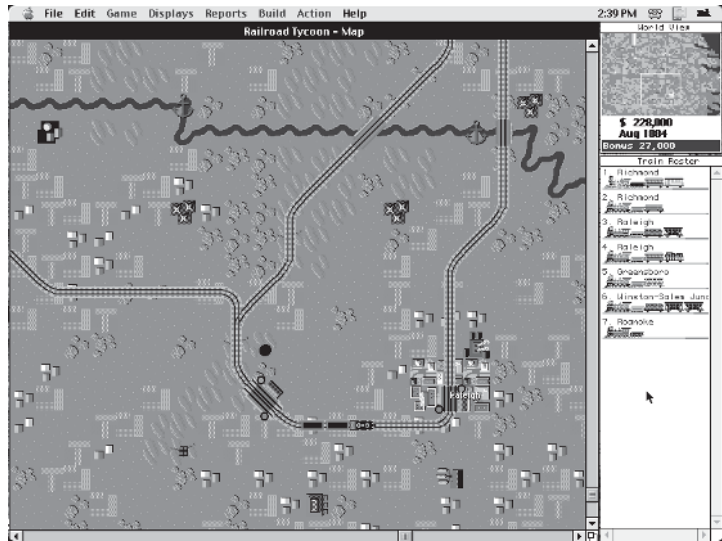 File Edit Game Displays Reports Build Action Help 2:39 PM
Railroad Tycoon – Map
World View
$ 228,000
Aug 1884
Bonus 27,000
Train Roster
1. Richmond
2. Richmond
3. Raleigh
4. Raleigh
5. Greensboro
6. Winston-Salem Junc
7. Roanoke
Raleigh